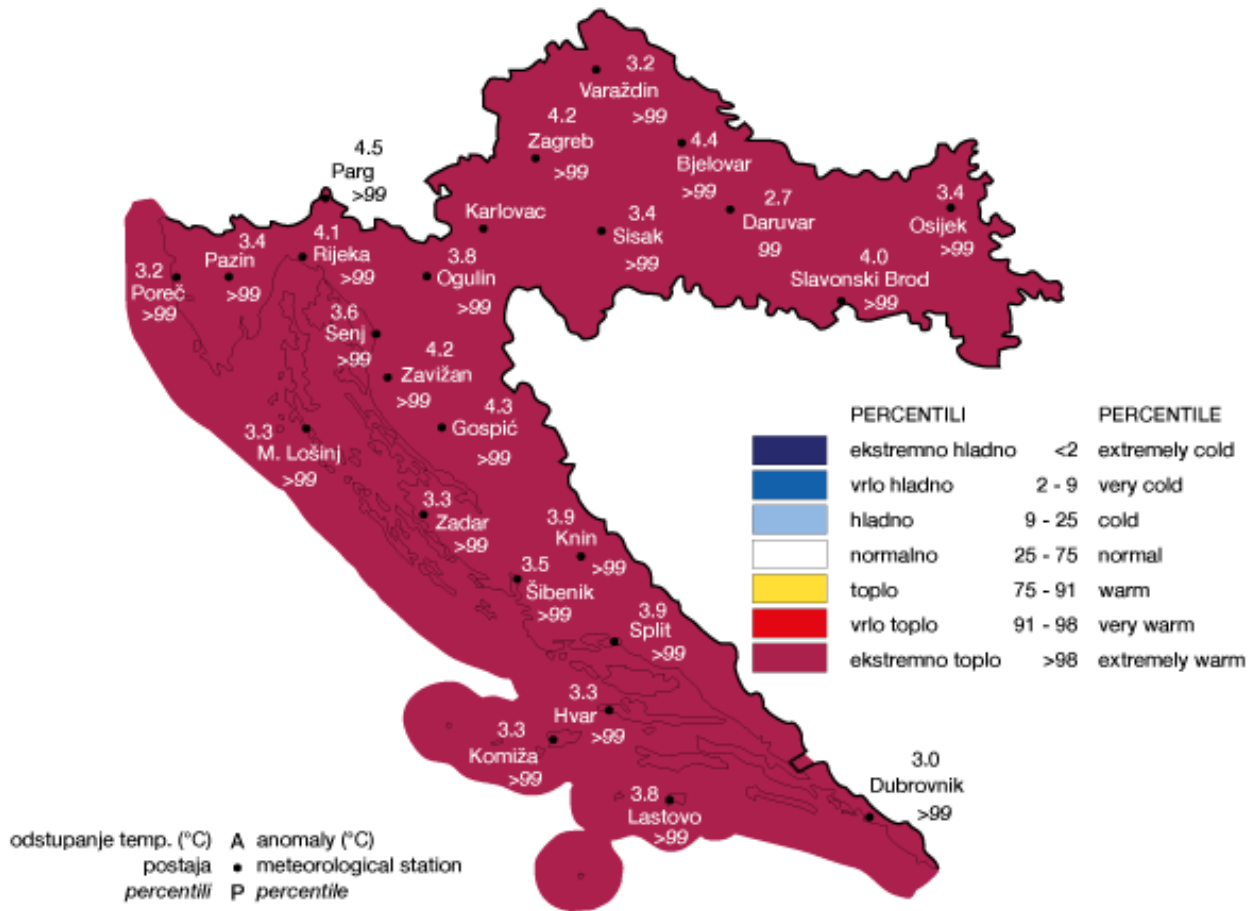 3.2
Varaždin
>99
4.2
Zagreb
>99
4.4
Bjelovar
>99
4.5
Parg
>99
2.7
Daruvar
99
3.4
Osijek
>99
Karlovac
3.4
Sisak
>99
4.0
Slavonski Brod
>99
4.1
Rijeka
>99
3.4
Pazin
>99
3.2
Poreč
>99
3.8
Ogulin
>99
3.6
Senj
>99
4.2
Zavižan
>99
4.3
Gospić
>99
3.3
M. Lošinj
>99
3.3
Zadar
>99
3.9
Knin
>99
3.5
Šibenik
>99
3.9
Split
>99
3.3
Hvar
>99
3.3
Komiža
>99
3.8
Lastovo
>99
3.0
Dubrovnik
>99
PERCENTILI PERCENTILE
ekstremno hladno <2 extremely cold
vrlo hladno 2 - 9 very cold
hladno 9 - 25 cold
normalno 25 - 75 normal
toplo 75 - 91 warm
vrlo toplo 91 - 98 very warm
ekstremno toplo >98 extremely warm
odstupanje temp. (°C) A anomaly (°C)
postaja • meteorological station
percentili P percentile